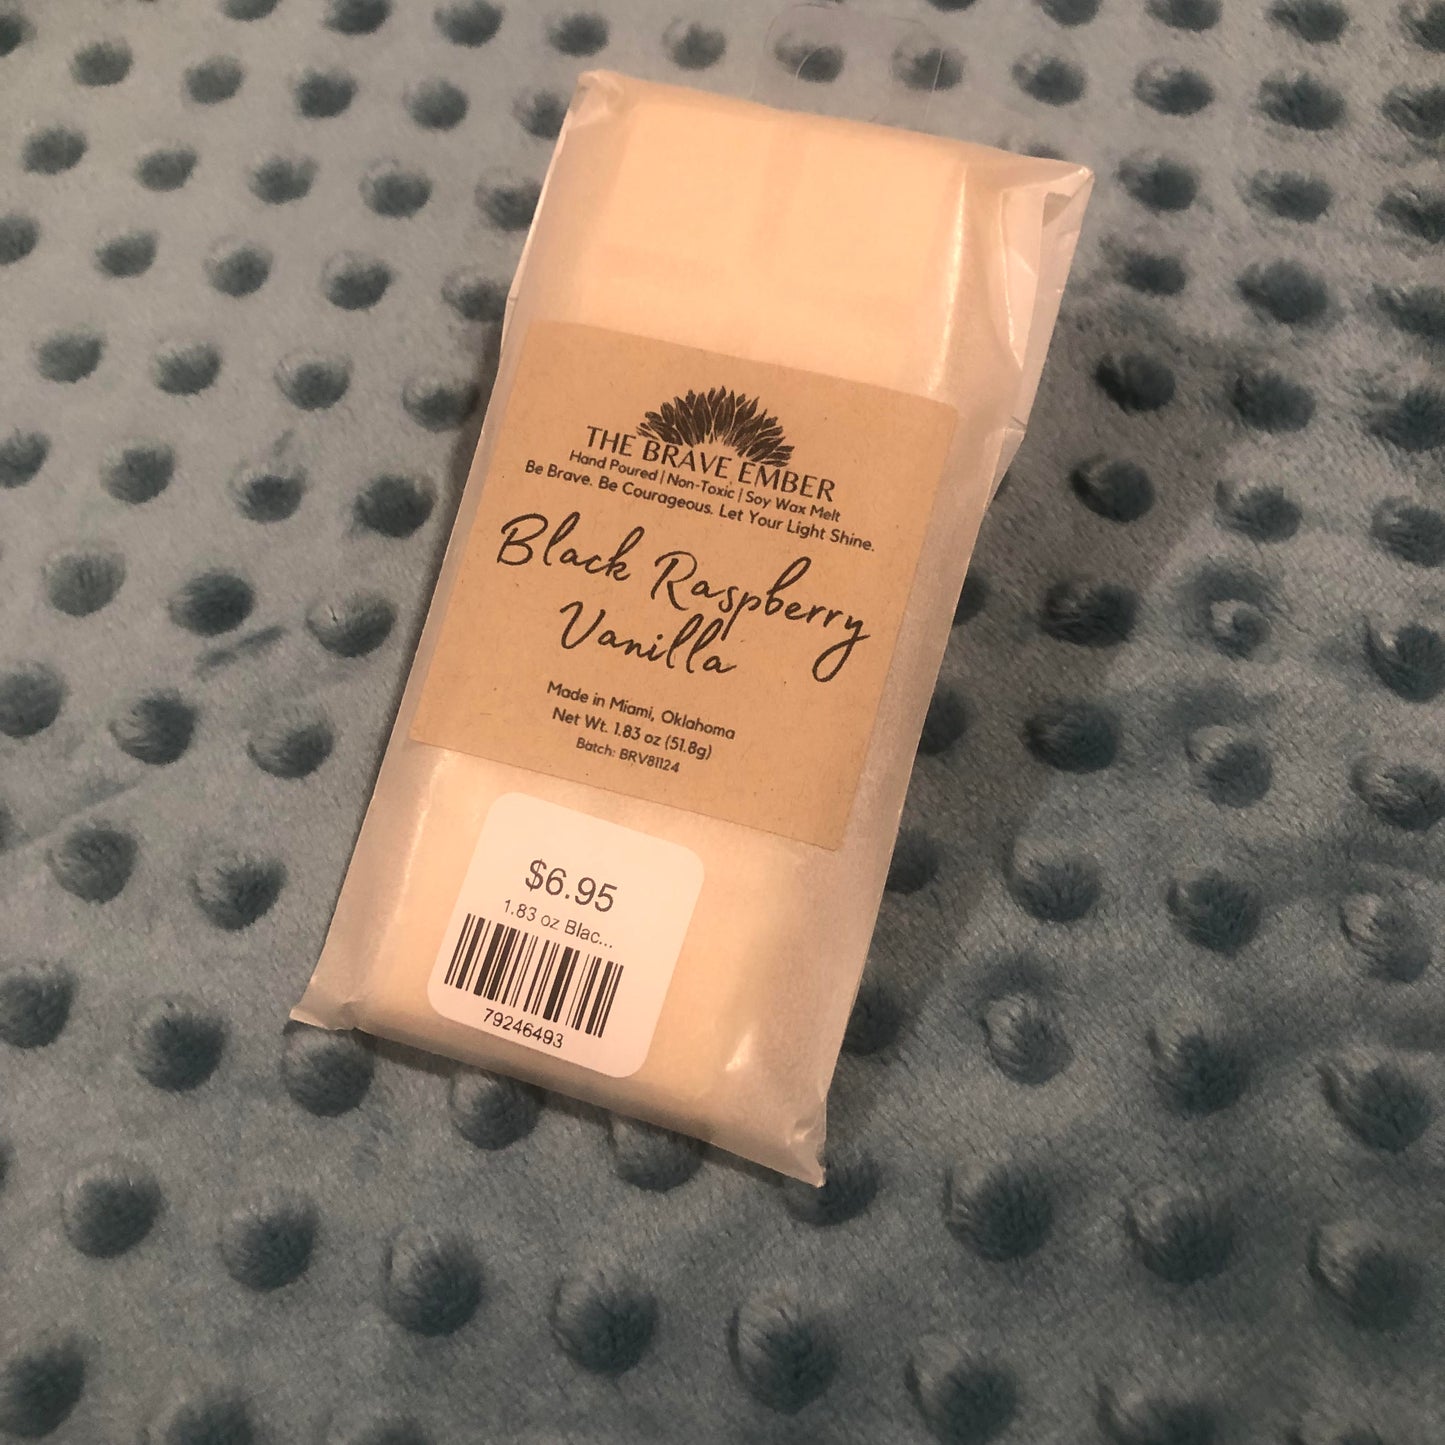 THE BRAVE EMBER
Hand Poured | Non-Toxic | Soy Wax Melt
Be Brave. Be Courageous. Let Your Light Shine.
Black Raspberry
Vanilla
Made in Miami, Oklahoma
Net Wt. 1.83 oz (51.8g)
Batch: BRV81124
$6.95
1.83 oz Blac...
79246493